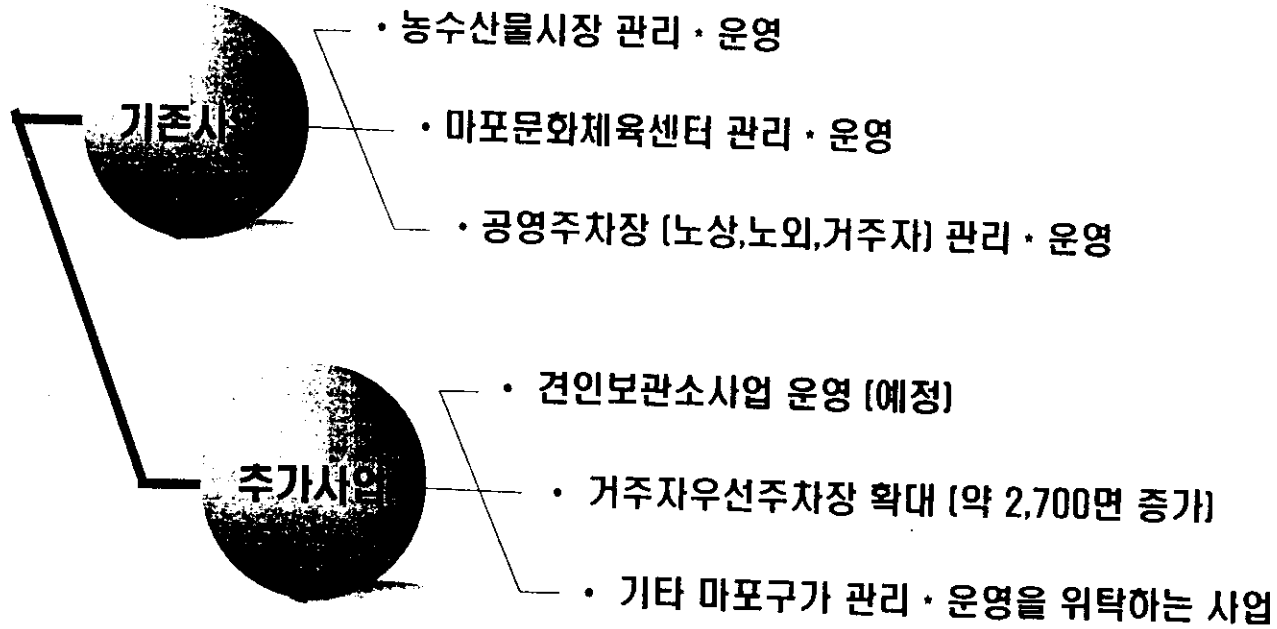 · 농수산물시장 관리 · 운영
기존사업
· 마포문화체육센터 관리 · 운영
· 공영주차장 (노상,노외,거주자) 관리 · 운영
· 견인보관소사업 운영 (예정)
추가사업
· 거주자우선주차장 확대 (약 2,700면 증가)
· 기타 마포구가 관리 · 운영을 위탁하는 사업